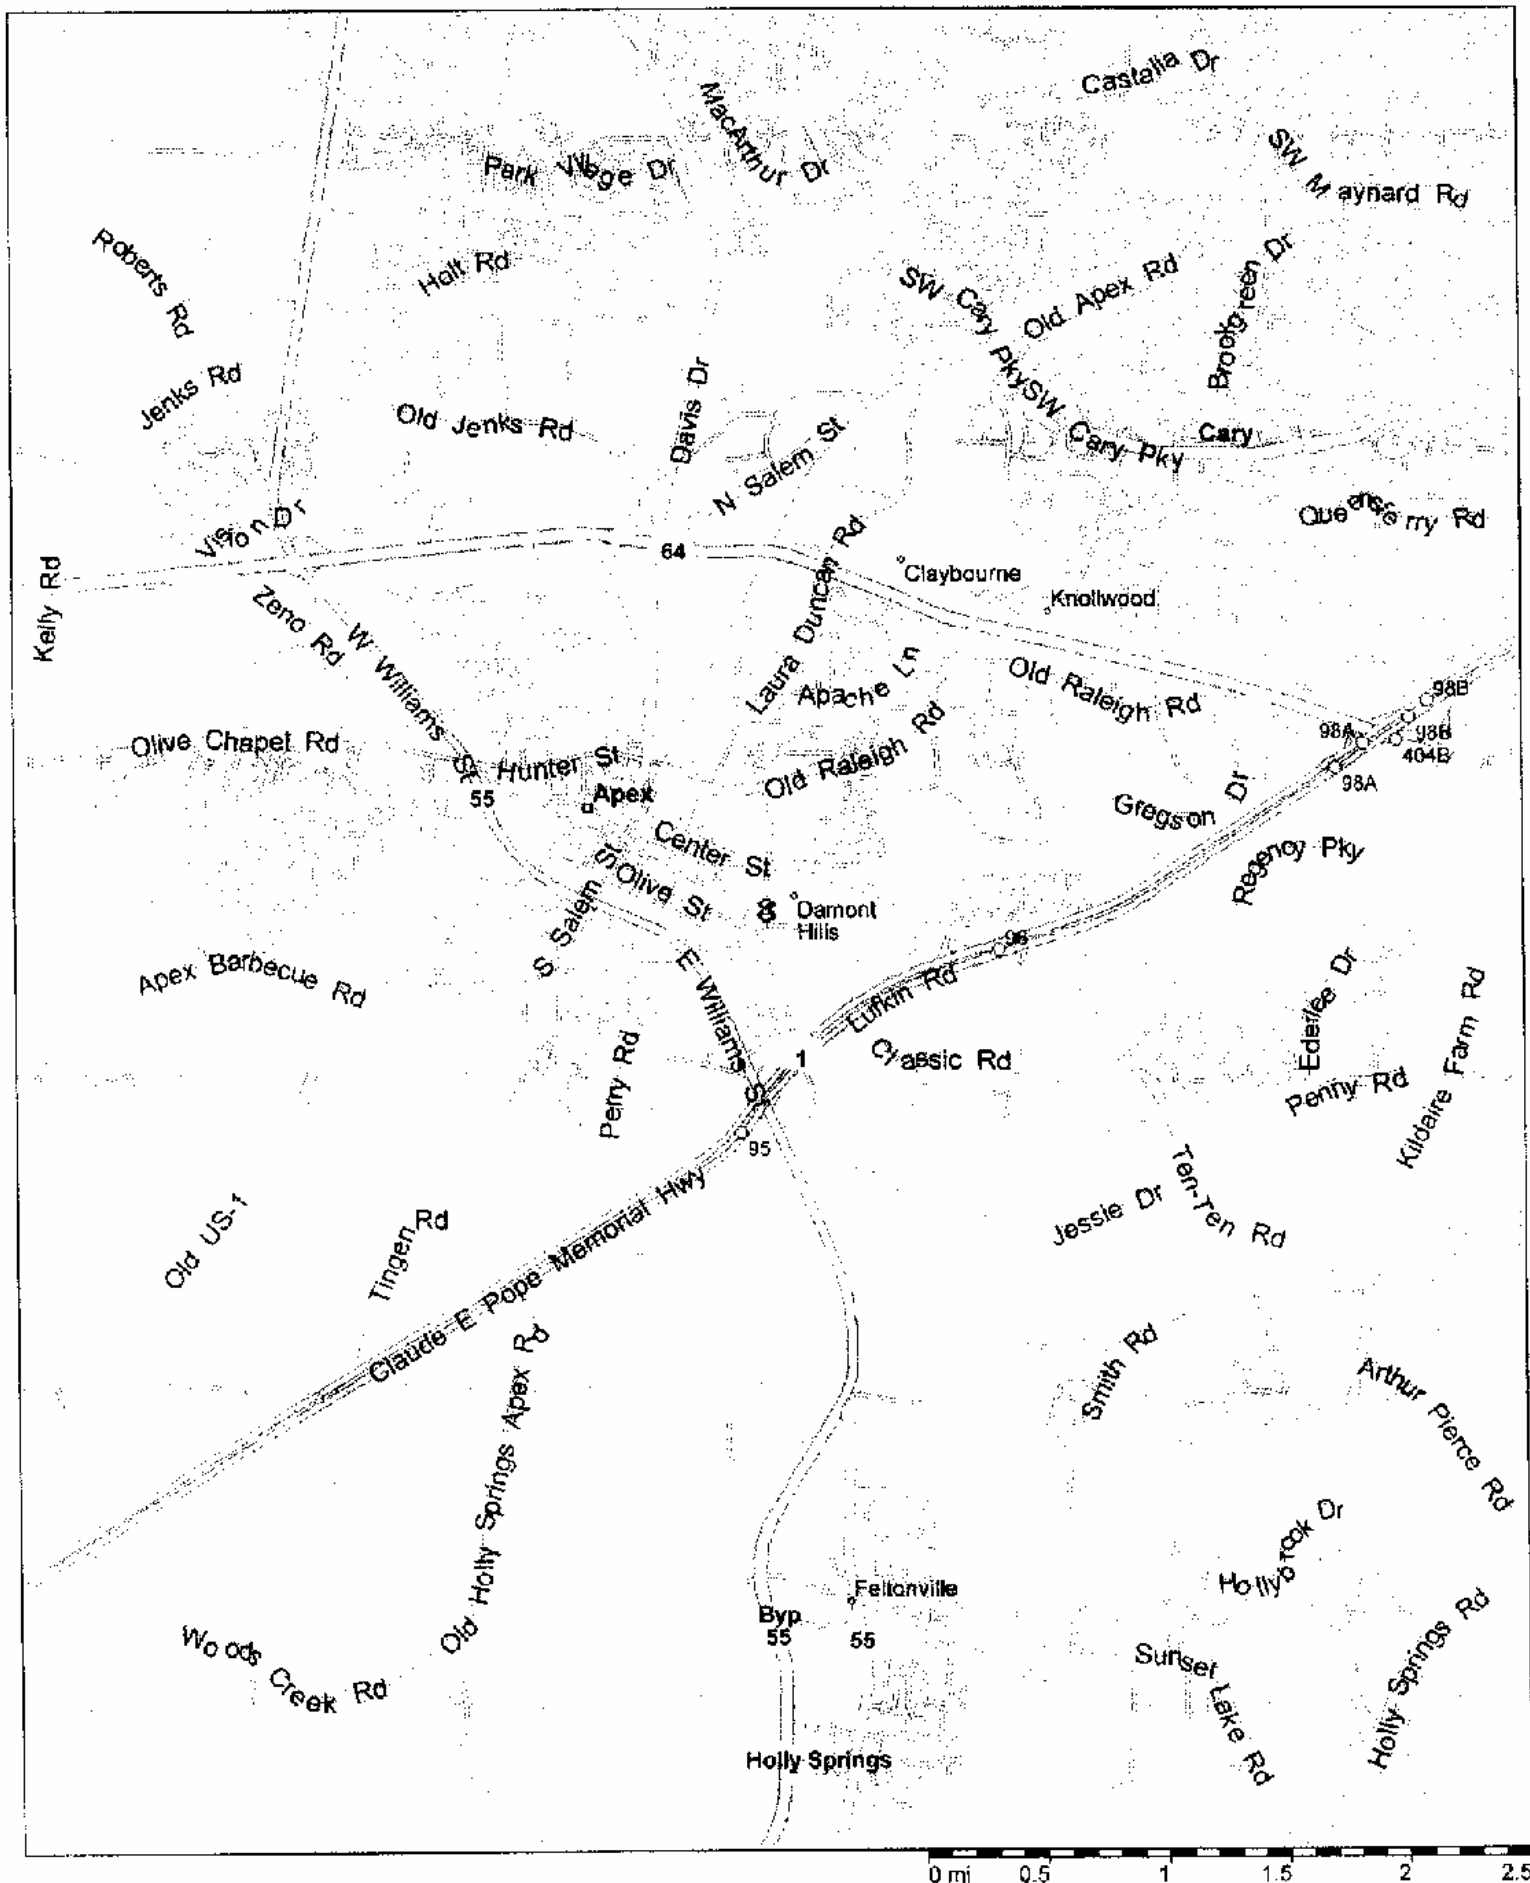 Castalia Dr
MacArthur Dr
Park Village Dr
SW Maynard Rd
Roberts Rd
Holt Rd
SW Cary Pky
Old Apex Rd
Brookgreen Dr
Jenks Rd
Old Jenks Rd
Davis Dr
N Salem St
SW Cary Pky
Cary
Queensferry Rd
Vision Dr
64
Kelly Rd
Zeno Rd
W Williams St
Laura Duncan Rd
Claybourne
Knollwood
Apache Ln
Old Raleigh Rd
98B
98A
98B
404B
98A
Olive Chapel Rd
Hunter St
55
Apex
Old Raleigh Rd
Gregson Dr
Center St
Regency Pky
S Salem St
Olive St
Damont
Hills
96
Apex Barbecue Rd
E Williams St
Lufkin Rd
Ederlee Dr
Kildaire Farm Rd
Perry Rd
1
Classic Rd
Penny Rd
95
Old US-1
Tingen Rd
Claude E Pope Memorial Hwy
Jessie Dr
Ten-Ten Rd
Old Holly Springs Apex Rd
Smith Rd
Arthur Pierce Rd
Hollybrook Dr
Feltonville
Byp
55
55
Woods Creek Rd
Sunset Lake Rd
Holly Springs Rd
Holly Springs
0 mi 0.5 1 1.5 2 2.5